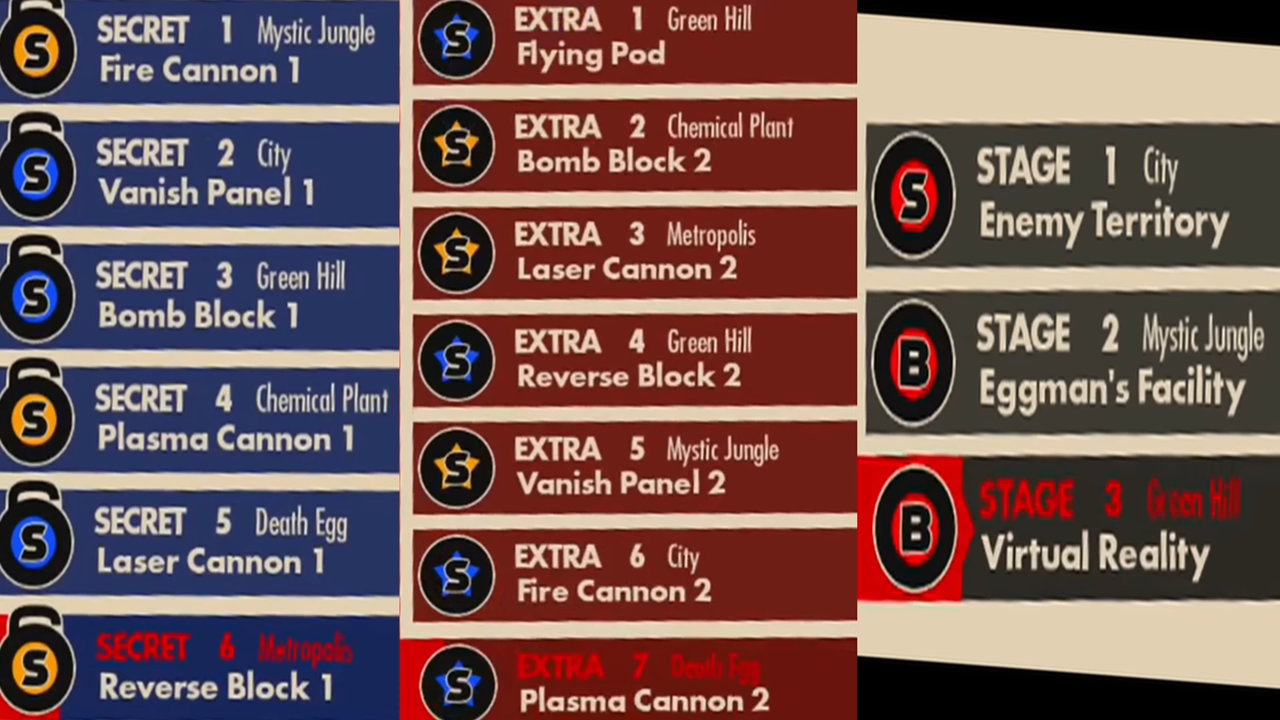 SECRET 1 Mystic Jungle
Fire Cannon 1
SECRET 2 City
Vanish Panel 1
SECRET 3 Green Hill
Bomb Block 1
SECRET 4 Chemical Plant
Plasma Cannon 1
SECRET 5 Death Egg
Laser Cannon 1
SECRET 6 Metropolis
Reverse Block 1
EXTRA 1 Green Hill
Flying Pod
EXTRA 2 Chemical Plant
Bomb Block 2
EXTRA 3 Metropolis
Laser Cannon 2
EXTRA 4 Green Hill
Reverse Block 2
EXTRA 5 Mystic Jungle
Vanish Panel 2
EXTRA 6 City
Fire Cannon 2
EXTRA 7 Death Egg
Plasma Cannon 2
S STAGE 1 City
Enemy Territory
B STAGE 2 Mystic Jungle
Eggman's Facility
B STAGE 3 Green Hill
Virtual Reality